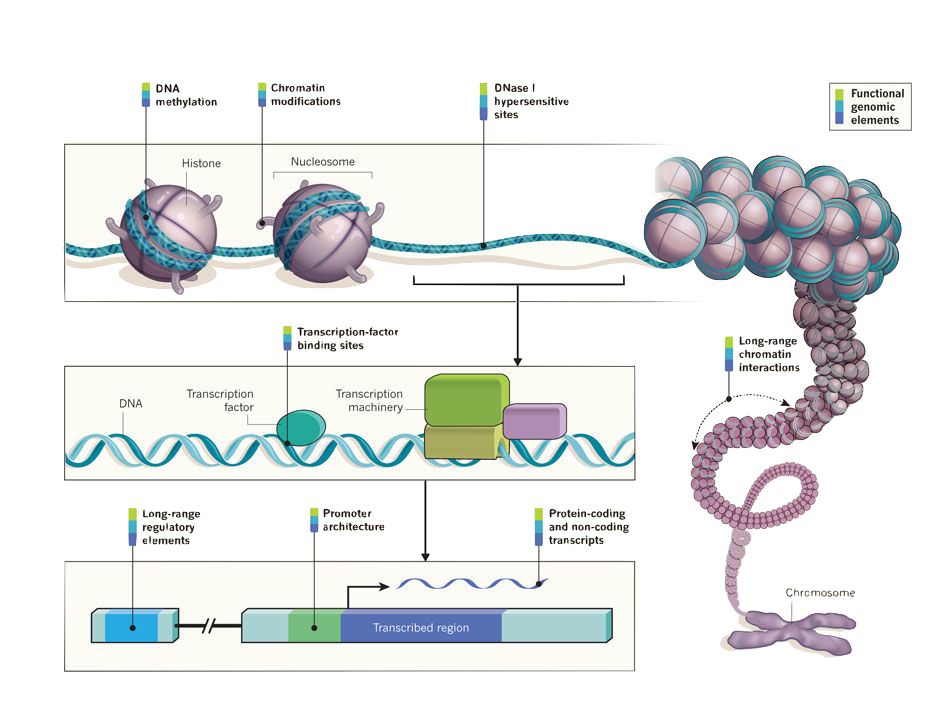 DNA
methylation
Chromatin
modifications
DNase I
hypersensitive
sites
Functional
genomic
elements
Histone
Nucleosome
Transcription-factor
binding sites
Long-range
chromatin
interactions
DNA
Transcription
factor
Transcription
machinery
Long-range
regulatory
elements
Promoter
architecture
Protein-coding
and non-coding
transcripts
Chromosome
Transcribed region